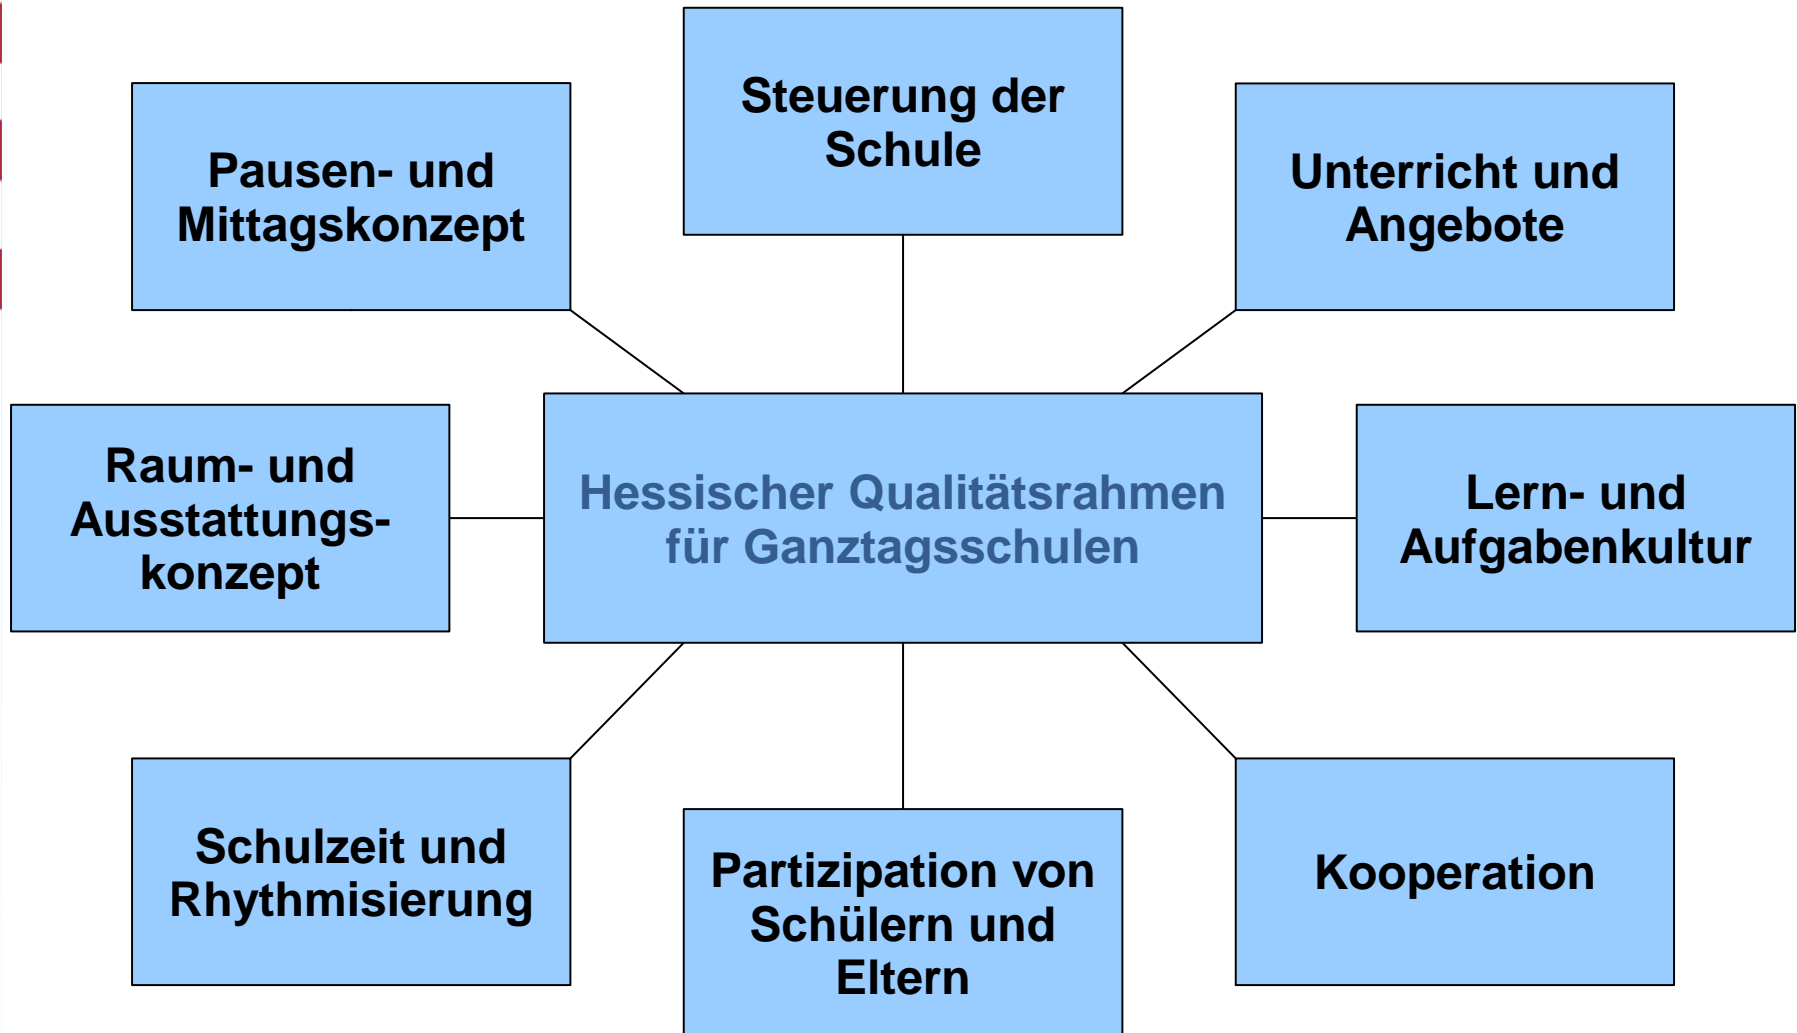 Steuerung der
Schule
Pausen- und
Mittagskonzept
Unterricht und
Angebote
Raum- und
Ausstattungs-
konzept
Hessischer Qualitätsrahmen
für Ganztagsschulen
Lern- und
Aufgabenkultur
Schulzeit und
Rhythmisierung
Partizipation von
Schülern und
Eltern
Kooperation